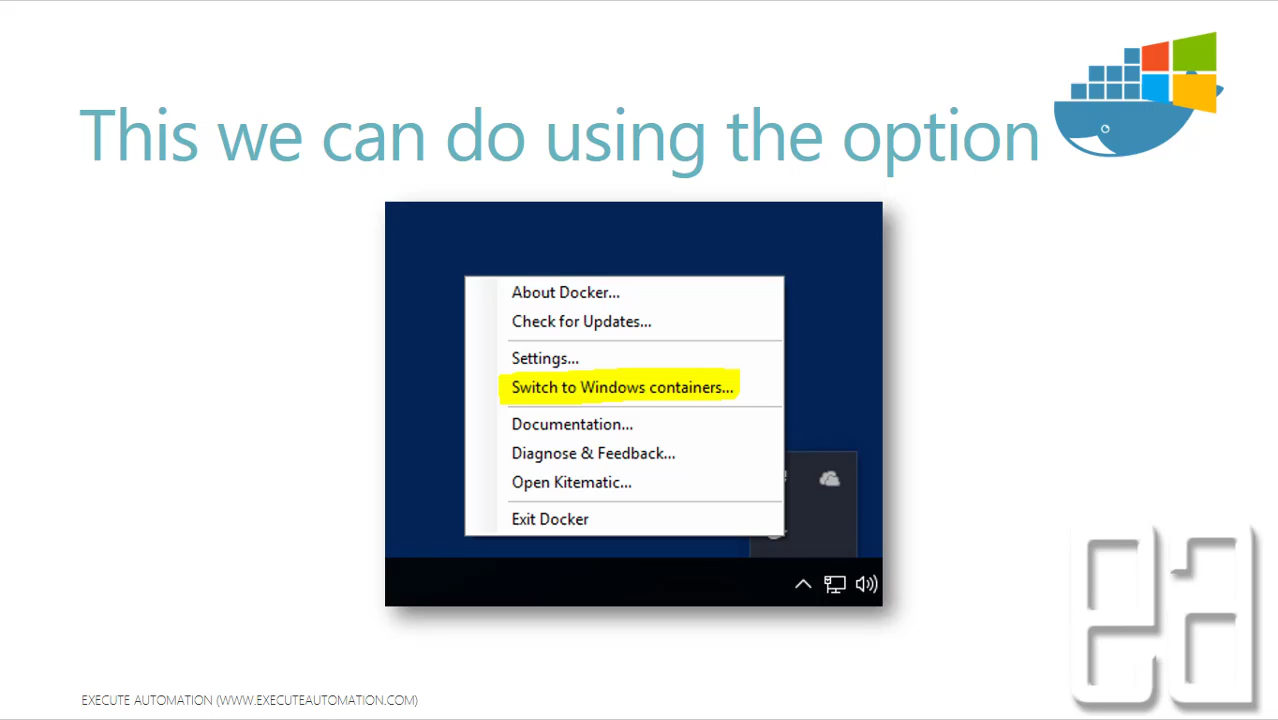 This we can do using the option
About Docker...
Check for Updates...
Settings...
Switch to Windows containers...
Documentation...
Diagnose & Feedback...
Open Kitematic...
Exit Docker
ea
EXECUTE AUTOMATION (WWW.EXECUTEAUTOMATION.COM)